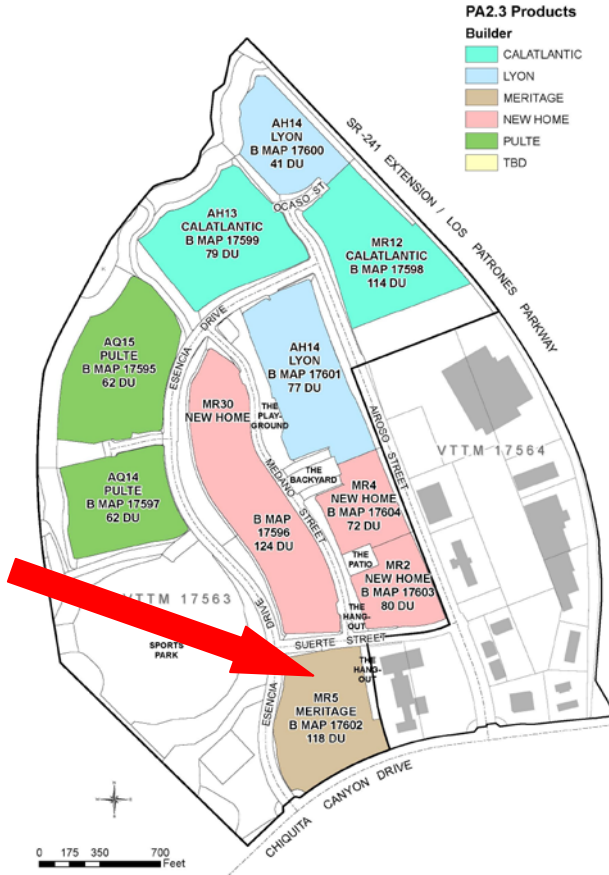 PA2.3 Products
Builder
CALATLANTIC
LYON
MERITAGE
NEW HOME
PULTE
TBD
SR-241 EXTENSION / LOS PATRONES PARKWAY
AH14
LYON
B MAP 17600
41 DU
OCASO ST
AH13
CALATLANTIC
B MAP 17599
79 DU
MR12
CALATLANTIC
B MAP 17598
114 DU
ESENCIA DRIVE
AQ15
PULTE
B MAP 17595
62 DU
AH14
LYON
B MAP 17601
77 DU
MR30
NEW HOME
THE
PLAY-
GROUND
AIROSO STREET
VTTM 17564
MEDANO STREET
THE
BACKYARD
AQ14
PULTE
B MAP 17597
62 DU
MR4
NEW HOME
B MAP 17604
72 DU
B MAP
17596
124 DU
THE
PATIO
MR2
NEW HOME
B MAP 17603
80 DU
VTTM 17563
THE
HANG-
OUT
SPORTS
PARK
ESENCIA DRIVE
SUERTE STREET
THE
HANG-
OUT
MR5
MERITAGE
B MAP 17602
118 DU
CHIQUITA CANYON DRIVE
0 175 350 700
Feet